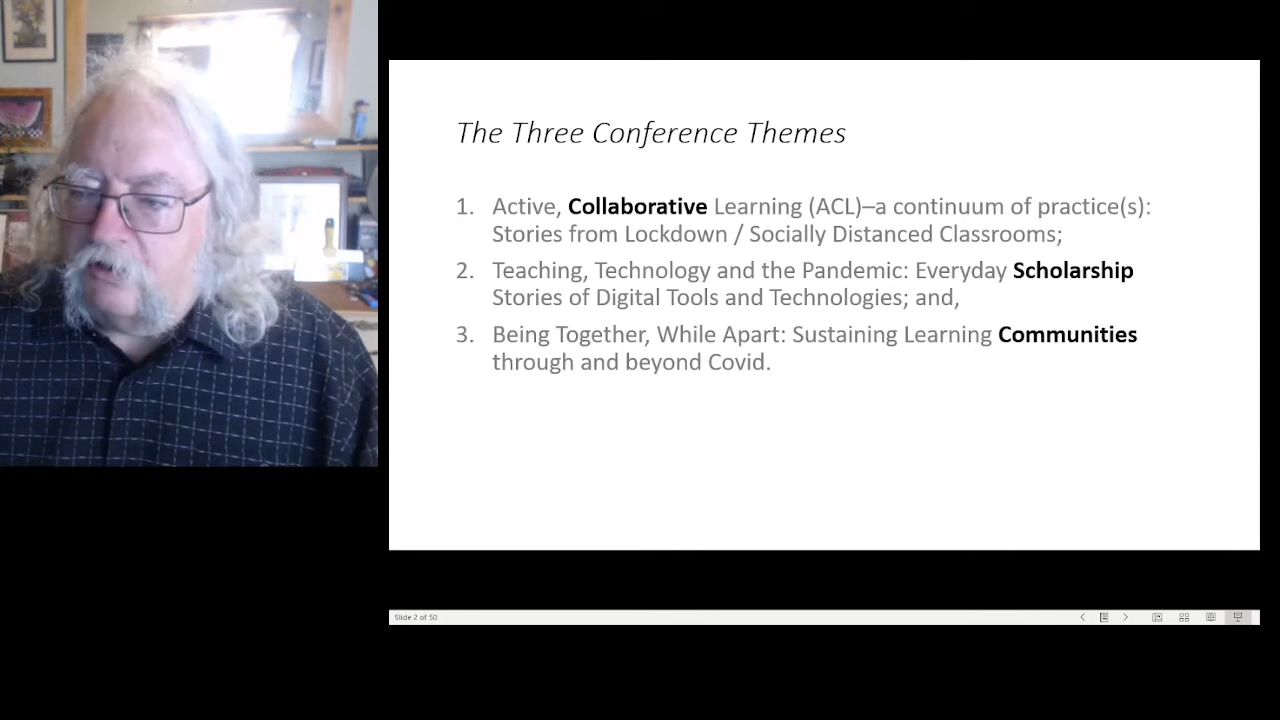 The Three Conference Themes
1. Active, Collaborative Learning (ACL)–a continuum of practice(s):
Stories from Lockdown / Socially Distanced Classrooms;
2. Teaching, Technology and the Pandemic: Everyday Scholarship
Stories of Digital Tools and Technologies; and,
3. Being Together, While Apart: Sustaining Learning Communities
through and beyond Covid.
Slide 2 of 50